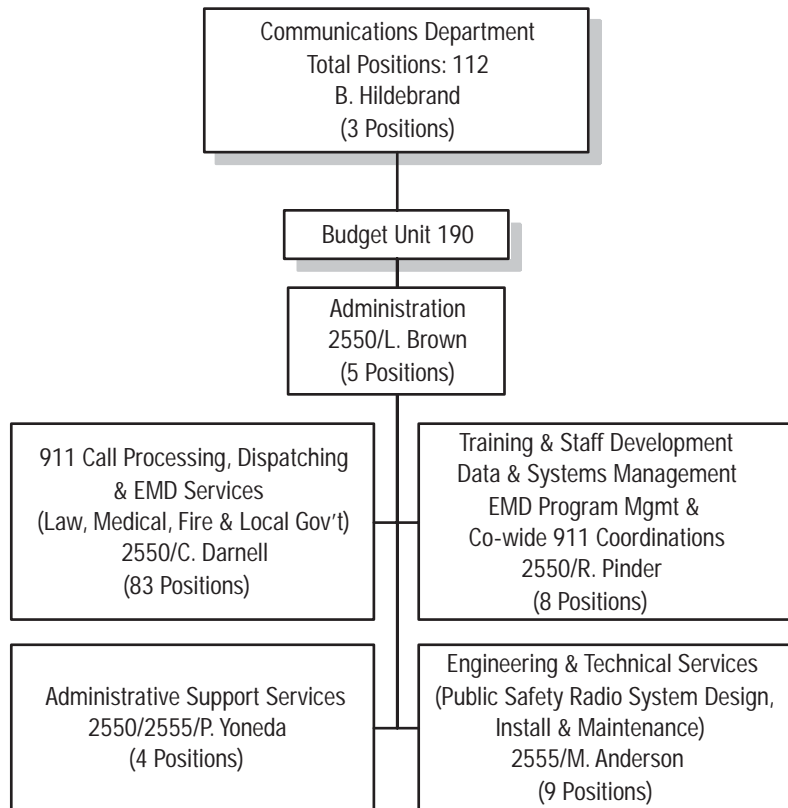 Communications Department
Total Positions: 112
B. Hildebrand
(3 Positions)
Budget Unit 190
Administration
2550/L. Brown
(5 Positions)
911 Call Processing, Dispatching
& EMD Services
(Law, Medical, Fire & Local Gov’t)
2550/C. Darnell
(83 Positions)
Training & Staff Development
Data & Systems Management
EMD Program Mgmt &
Co-wide 911 Coordinations
2550/R. Pinder
(8 Positions)
Administrative Support Services
2550/2555/P. Yoneda
(4 Positions)
Engineering & Technical Services
(Public Safety Radio System Design,
Install & Maintenance)
2555/M. Anderson
(9 Positions)